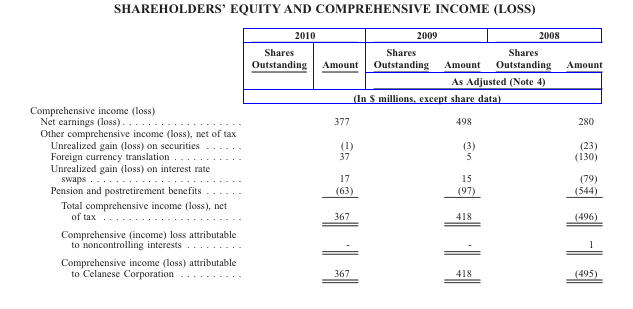 SHAREHOLDERS' EQUITY AND COMPREHENSIVE INCOME (LOSS)
2010 2009 2008
Shares Shares Shares
Outstanding Amount Outstanding Amount Outstanding Amount
As Adjusted (Note 4)
(In $ millions, except share data)
Comprehensive income (loss)
Net earnings (loss) . . . . . . . . . . . . . . . . . . . 377 498 280
Other comprehensive income (loss), net of tax
Unrealized gain (loss) on securities . . . . . . (1) (3) (23)
Foreign currency translation . . . . . . . . . . . 37 5 (130)
Unrealized gain (loss) on interest rate
swaps . . . . . . . . . . . . . . . . . . . . . . . . 17 15 (79)
Pension and postretirement benefits . . . . . . (63) (97) (544)
Total comprehensive income (loss), net
of tax . . . . . . . . . . . . . . . . . . . . . . 367 418 (496)
Comprehensive (income) loss attributable
to noncontrolling interests . . . . . . . . . - - 1
Comprehensive income (loss) attributable
to Celanese Corporation . . . . . . . . . . 367 418 (495)